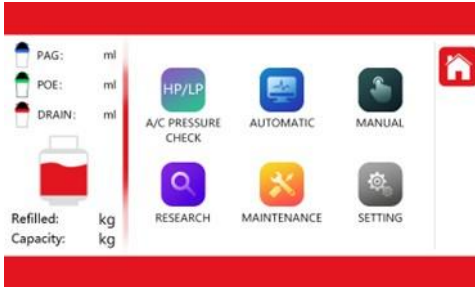 PAG: ml
POE: ml
DRAIN: ml
Refilled: kg
Capacity: kg
HP/LP
A/C PRESSURE
CHECK
AUTOMATIC
MANUAL
RESEARCH
MAINTENANCE
SETTING